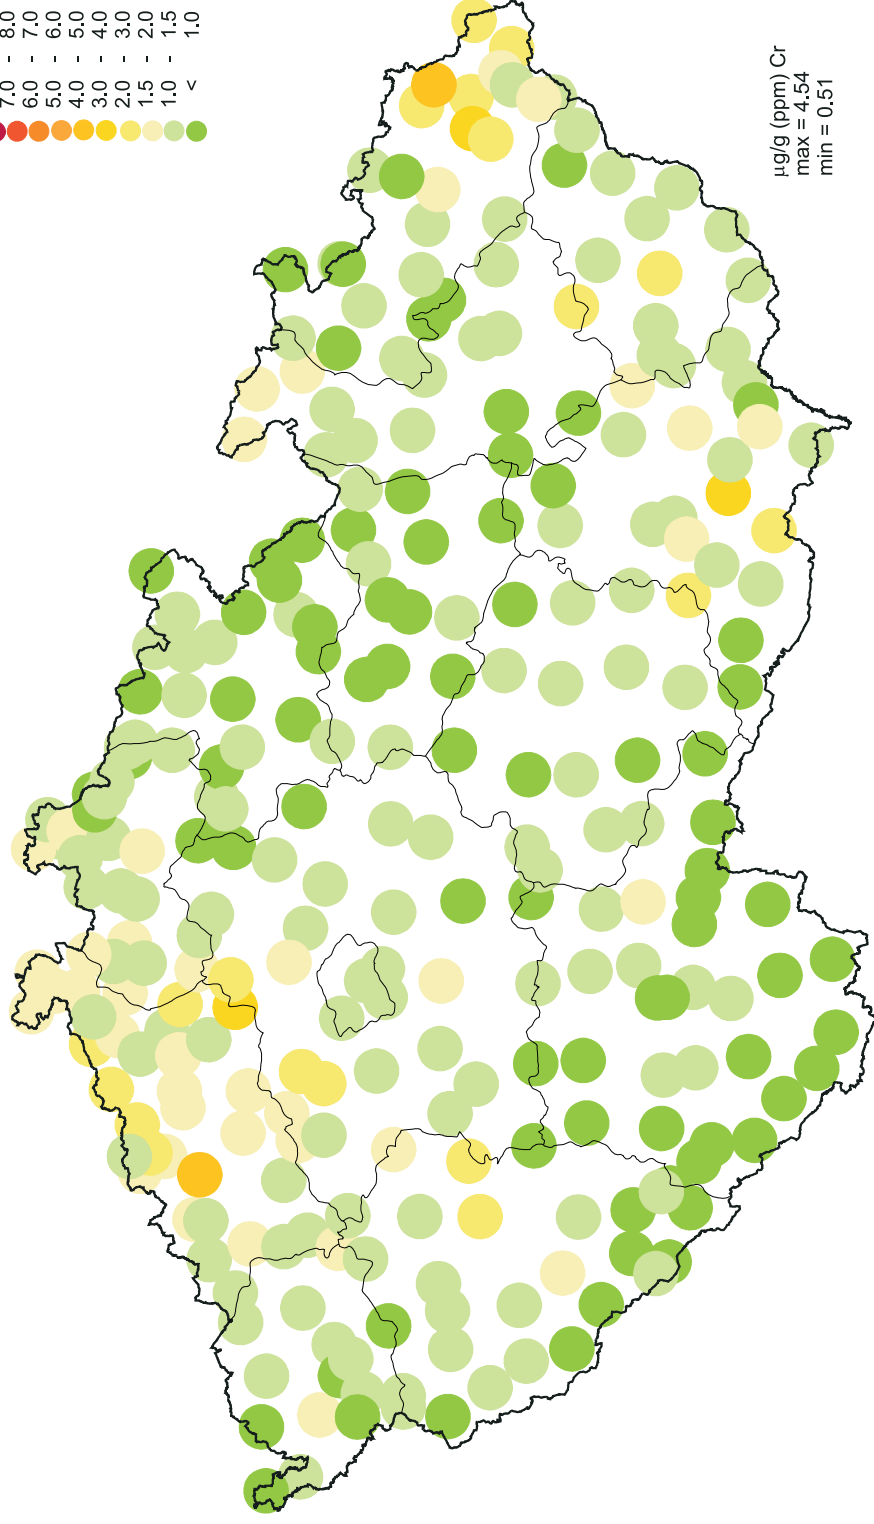 7.0 - 8.0
6.0 - 7.0
5.0 - 6.0
4.0 - 5.0
3.0 - 4.0
2.0 - 3.0
1.5 - 2.0
1.0 - 1.5
< 1.0
µg/g (ppm) Cr
max = 4.54
min = 0.51